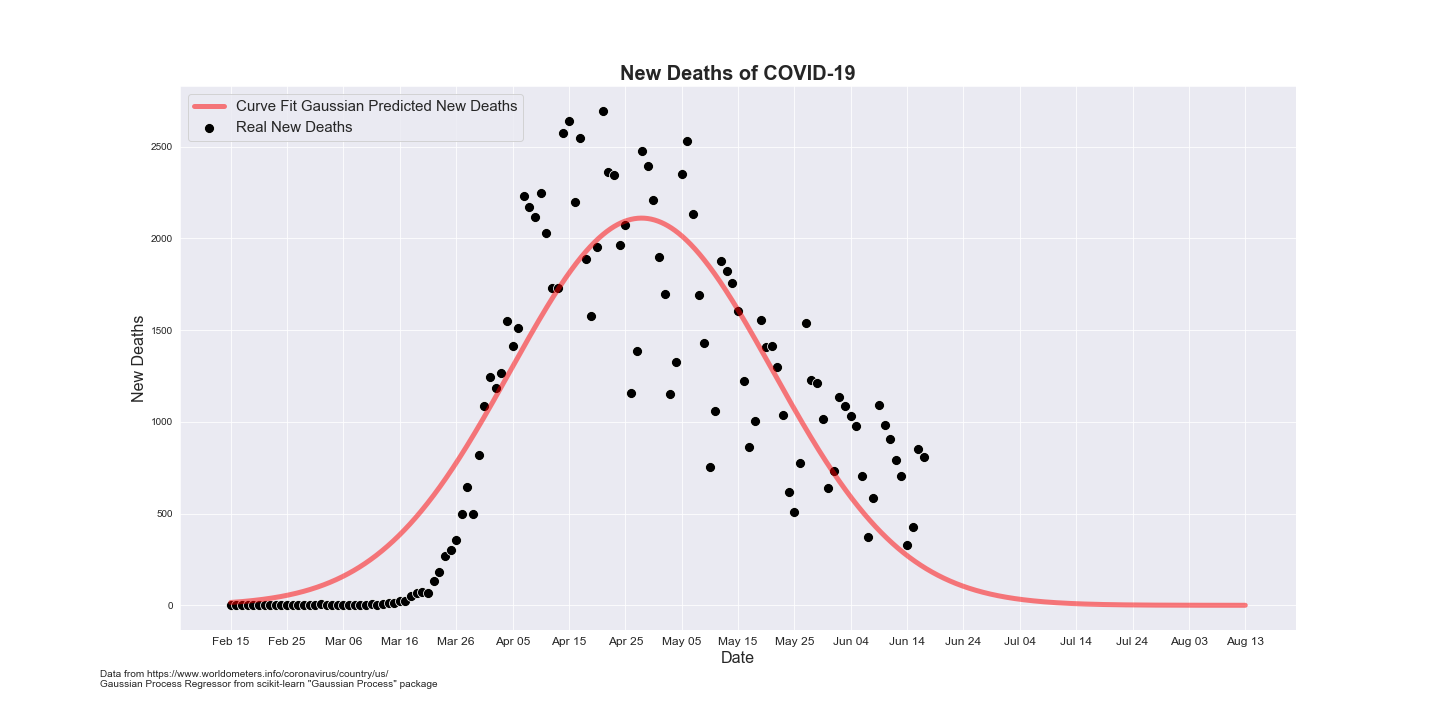 New Deaths of COVID-19
Curve Fit Gaussian Predicted New Deaths
Real New Deaths
2500
2000
1500
1000
500
0
New Deaths
Feb 15 Feb 25 Mar 06 Mar 16 Mar 26 Apr 05 Apr 15 Apr 25 May 05 May 15 May 25 Jun 04 Jun 14 Jun 24 Jul 04 Jul 14 Jul 24 Aug 03 Aug 13
Date
Data from https://www.worldometers.info/coronavirus/country/us/
Gaussian Process Regressor from scikit-learn "Gaussian Process" package